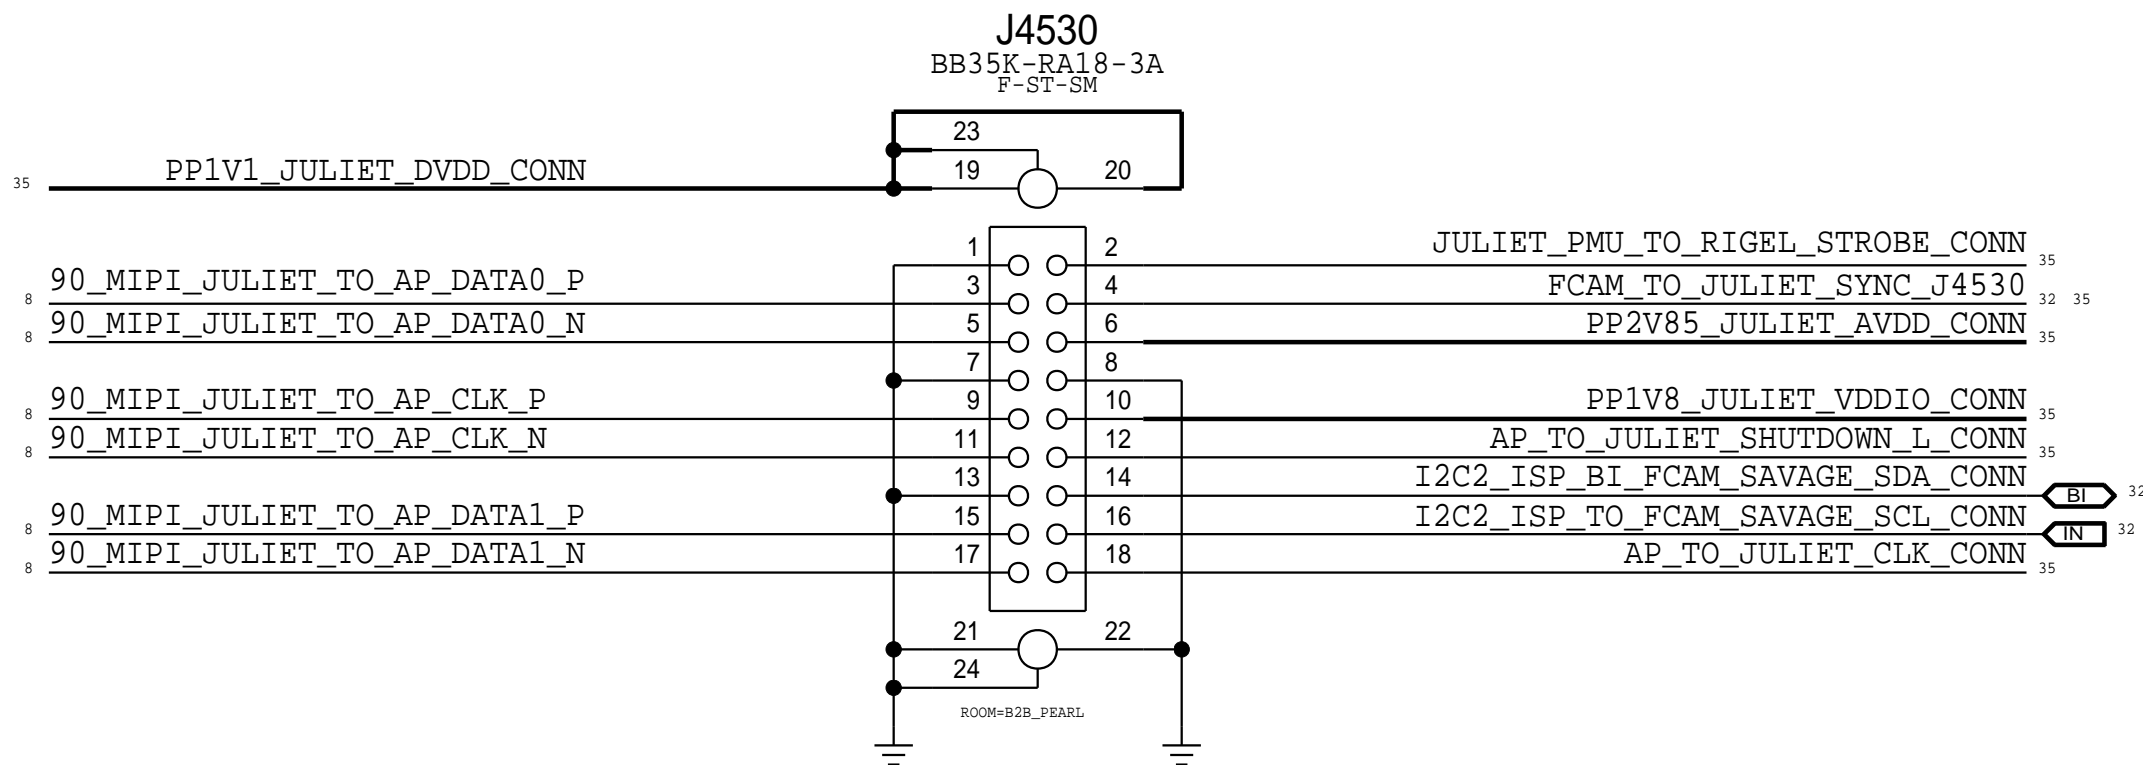 J4530
BB35K-RA18-3A
F-ST-SM
23
35 PP1V1_JULIET_DVDD_CONN 19 20
1 2 JULIET_PMU_TO_RIGEL_STROBE_CONN 35
8 90_MIPI_JULIET_TO_AP_DATA0_P 3 4 FCAM_TO_JULIET_SYNC_J4530 32 35
8 90_MIPI_JULIET_TO_AP_DATA0_N 5 6 PP2V85_JULIET_AVDD_CONN 35
7 8
8 90_MIPI_JULIET_TO_AP_CLK_P 9 10 PP1V8_JULIET_VDDIO_CONN 35
8 90_MIPI_JULIET_TO_AP_CLK_N 11 12 AP_TO_JULIET_SHUTDOWN_L_CONN 35
13 14 I2C2_ISP_BI_FCAM_SAVAGE_SDA_CONN BI 32
8 90_MIPI_JULIET_TO_AP_DATA1_P 15 16 I2C2_ISP_TO_FCAM_SAVAGE_SCL_CONN IN 32
8 90_MIPI_JULIET_TO_AP_DATA1_N 17 18 AP_TO_JULIET_CLK_CONN 35
21 22
24
ROOM=B2B_PEARL